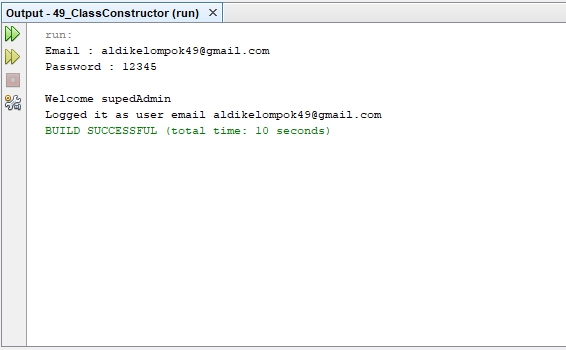 Output - 49_ClassConstructor (run) ×
run:
Email : aldikelompok49@gmail.com
Password : 12345
Welcome supedAdmin
Logged it as user email aldikelompok49@gmail.com
BUILD SUCCESSFUL (total time: 10 seconds)